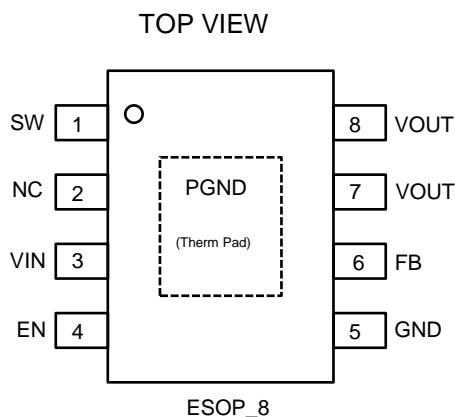 TOP VIEW
SW 1 8 VOUT
NC 2 PGND 7 VOUT
VIN 3 (Therm Pad) 6 FB
EN 4 5 GND
ESOP_8